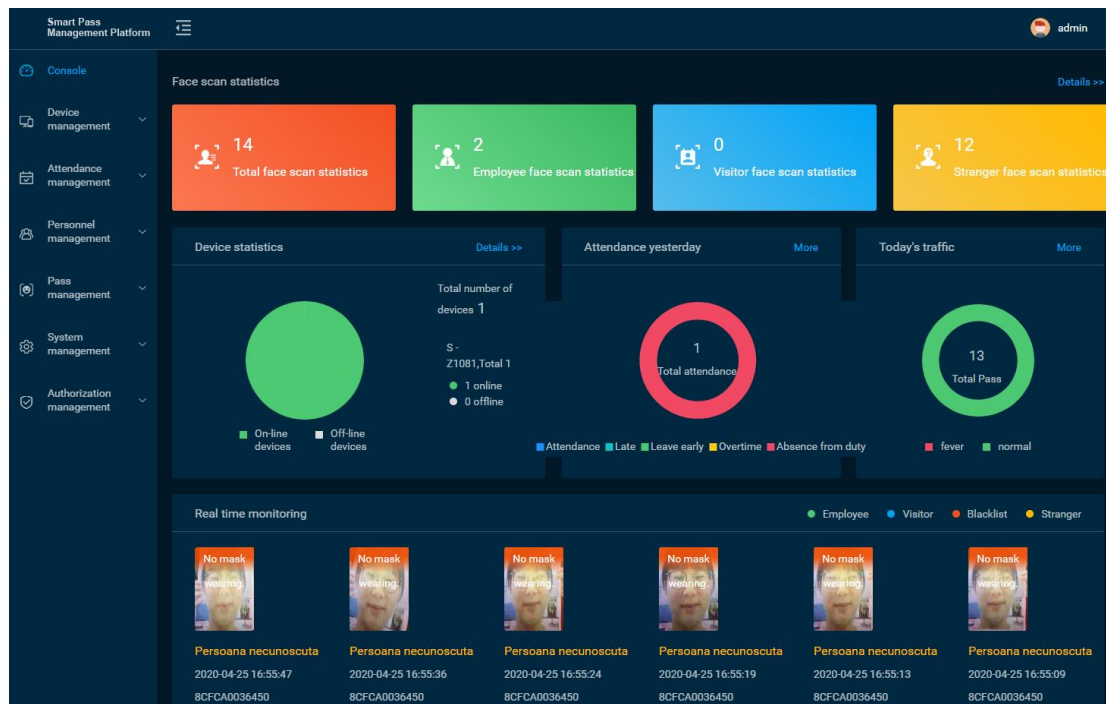 Smart Pass
Management Platform
admin
Console
Device
management
Attendance
management
Personnel
management
Pass
management
System
management
Authorization
management
Face scan statistics
Details >>
14
Total face scan statistics
2
Employee face scan statistics
0
Visitor face scan statistics
12
Stranger face scan statistics
Device statistics
Details >>
Total number of
devices 1
S -
Z1081,Total 1
1 online
0 offline
On-line
devices
Off-line
devices
Attendance yesterday
More
1
Total attendance
Attendance Late Leave early Overtime Absence from duty
Today's traffic
More
13
Total Pass
fever normal
Real time monitoring
Employee Visitor Blacklist Stranger
No mask
wearing.
Persoana necunoscuta
2020-04-25 16:55:47
8CFCA0036450
No mask
wearing.
Persoana necunoscuta
2020-04-25 16:55:36
8CFCA0036450
No mask
wearing.
Persoana necunoscuta
2020-04-25 16:55:24
8CFCA0036450
No mask
wearing.
Persoana necunoscuta
2020-04-25 16:55:19
8CFCA0036450
No mask
wearing.
Persoana necunoscuta
2020-04-25 16:55:13
8CFCA0036450
No mask
wearing.
Persoana necunoscuta
2020-04-25 16:55:09
8CFCA0036450